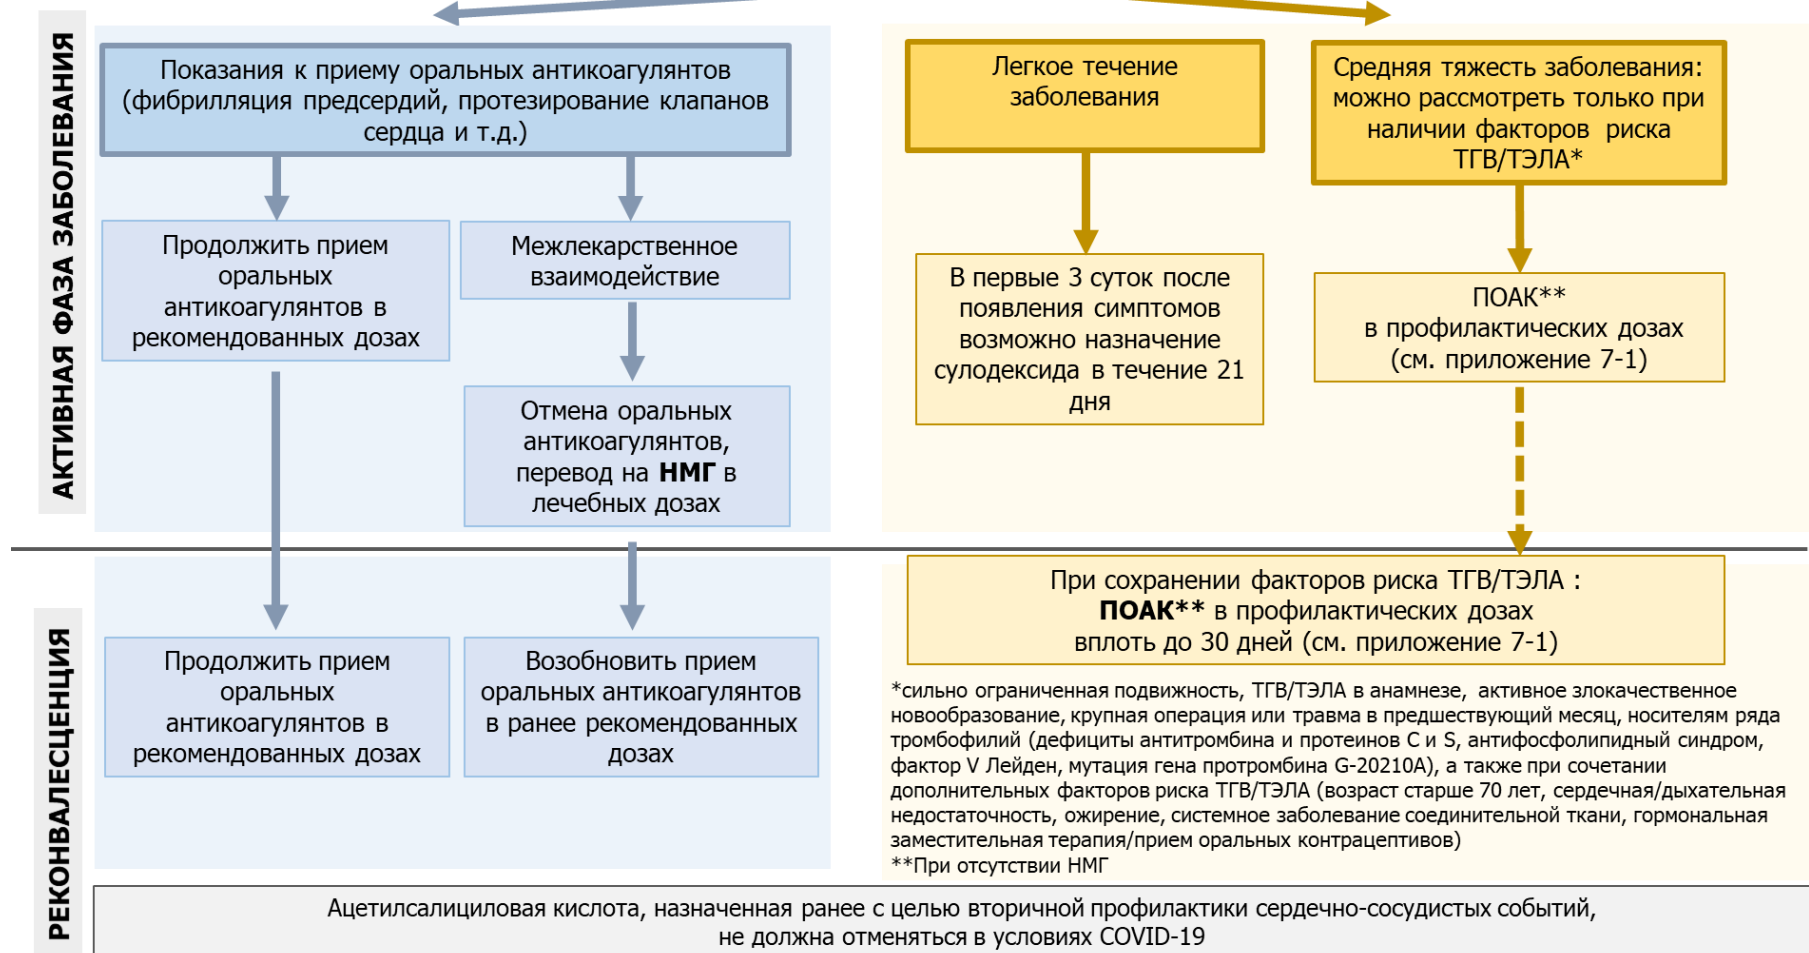 АКТИВНАЯ ФАЗА ЗАБОЛЕВАНИЯ
Показания к приему оральных антикоагулянтов
(фибрилляция предсердий, протезирование клапанов
сердца и т.д.)
Продолжить прием
оральных
антикоагулянтов в
рекомендованных дозах
Межлекарственное
взаимодействие
Отмена оральных
антикоагулянтов,
перевод на НМГ в
лечебных дозах
Легкое течение
заболевания
В первые 3 суток после
появления симптомов
возможно назначение
сулодексида в течение 21
дня
Средняя тяжесть заболевания:
можно рассмотреть только при
наличии факторов риска
ТГВ/ТЭЛА*
ПОАК**
в профилактических дозах
(см. приложение 7-1)
РЕКОНВАЛЕСЦЕНЦИЯ
Продолжить прием
оральных
антикоагулянтов в
рекомендованных дозах
Возобновить прием
оральных антикоагулянтов
в ранее рекомендованных
дозах
При сохранении факторов риска ТГВ/ТЭЛА :
ПОАК** в профилактических дозах
вплоть до 30 дней (см. приложение 7-1)
*сильно ограниченная подвижность, ТГВ/ТЭЛА в анамнезе, активное злокачественное
новообразование, крупная операция или травма в предшествующий месяц, носителям ряда
тромбофилий (дефициты антитромбина и протеинов С и S, антифосфолипидный синдром,
фактор V Лейден, мутация гена протромбина G-20210A), а также при сочетании
дополнительных факторов риска ТГВ/ТЭЛА (возраст старше 70 лет, сердечная/дыхательная
недостаточность, ожирение, системное заболевание соединительной ткани, гормональная
заместительная терапия/прием оральных контрацептивов)
**При отсутствии НМГ
Ацетилсалициловая кислота, назначенная ранее с целью вторичной профилактики сердечно-сосудистых событий,
не должна отменяться в условиях COVID-19